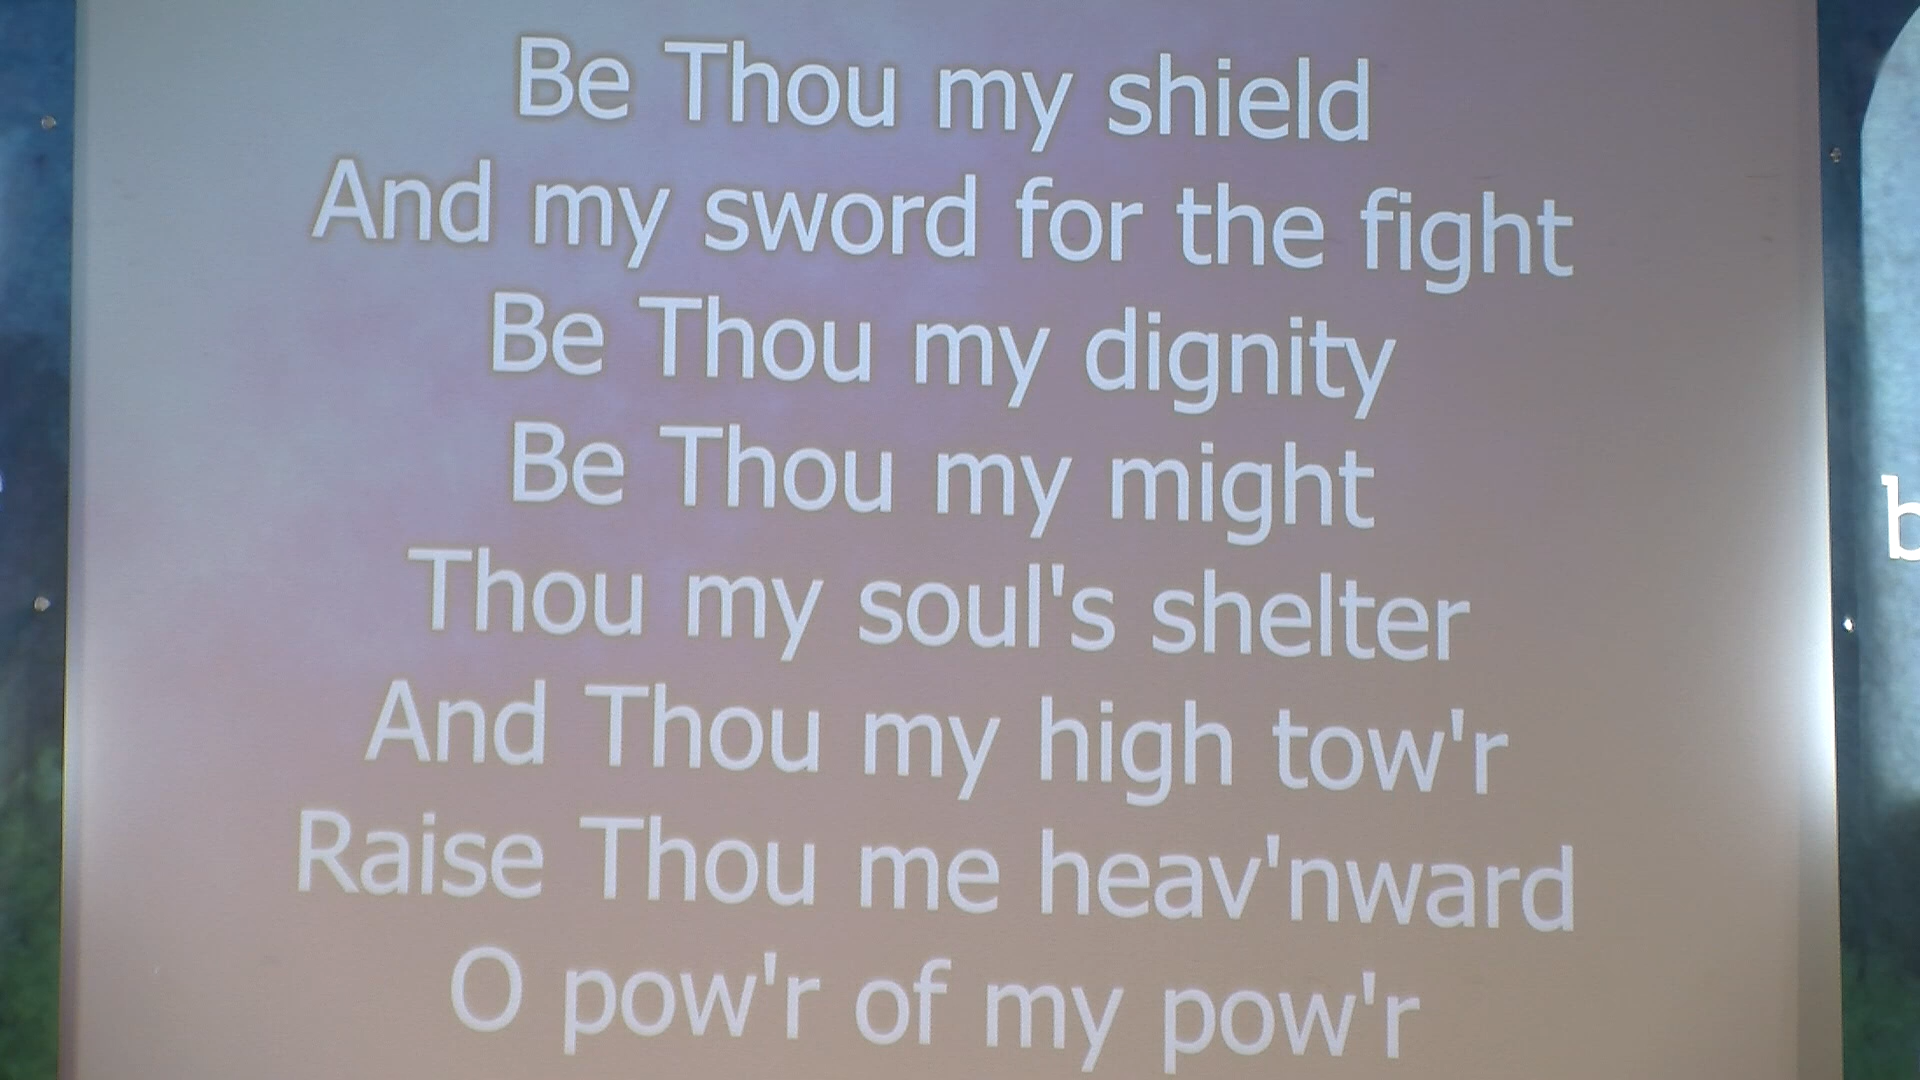 Be Thou my shield
And my sword for the fight
Be Thou my dignity
Be Thou my might
Thou my soul's shelter
And Thou my high tow'r
Raise Thou me heav'nward
O pow'r of my pow'r
b